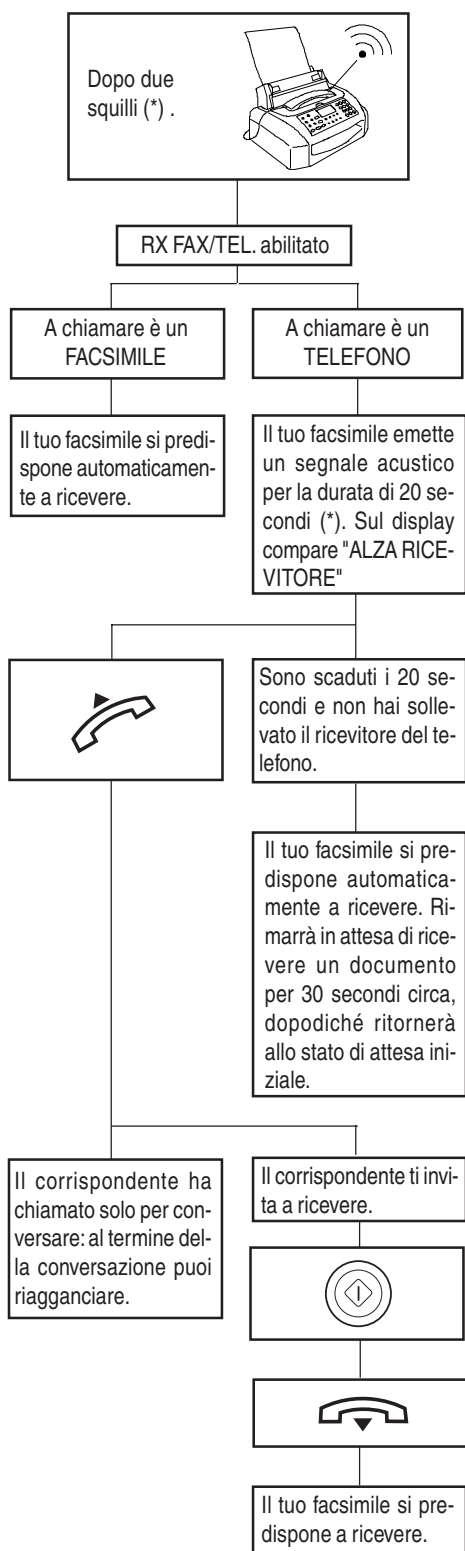 Dopo due
squilli (*) .
RX FAX/TEL. abilitato
A chiamare è un
FACSIMILE
A chiamare è un
TELEFONO
Il tuo facsimile si predi-
spone automaticamen-
te a ricevere.
Il tuo facsimile emette
un segnale acustico
per la durata di 20 se-
condi (*). Sul display
compare "ALZA RICE-
VITORE"
Sono scaduti i 20 se-
condi e non hai solle-
vato il ricevitore del te-
lefono.
Il tuo facsimile si pre-
dispone automatica-
mente a ricevere. Ri-
marrà in attesa di rice-
vere un documento
per 30 secondi circa,
dopodiché ritornerà
allo stato di attesa ini-
ziale.
Il corrispondente ha
chiamato solo per con-
versare: al termine del-
la conversazione puoi
riagganciare.
Il corrispondente ti invi-
ta a ricevere.
Il tuo facsimile si pre-
dispone a ricevere.